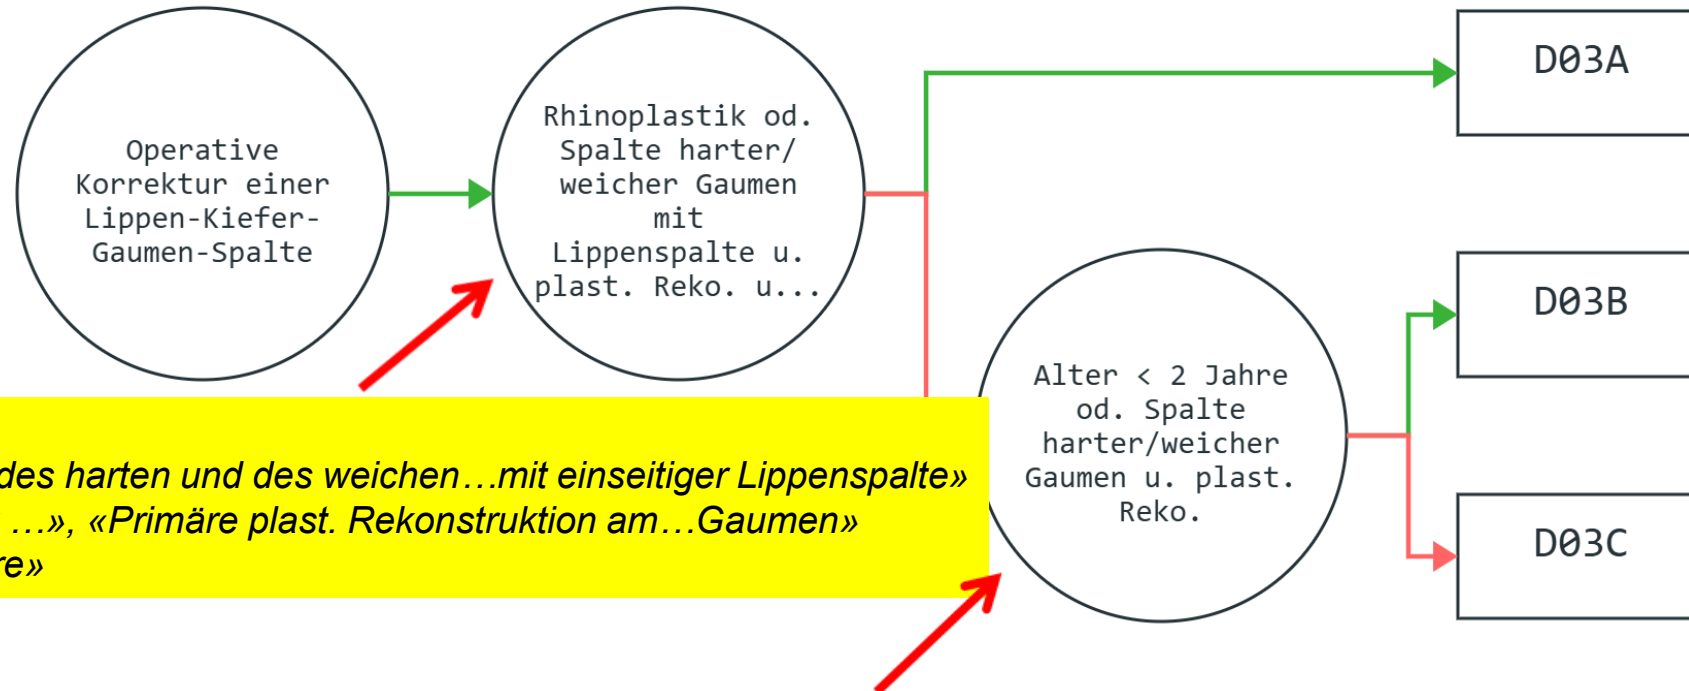 Operative
Korrektur einer
Lippen-Kiefer-
Gaumen-Spalte
Rhinoplastik od.
Spalte harter/
weicher Gaumen
mit
Lippenspalte u.
plast. Reko. u...
D03A
D03B
Alter < 2 Jahre
od. Spalte
harter/weicher
Gaumen u. plast.
Reko.
D03C
des harten und des weichen…mit einseitiger Lippenspalte»
…», «Primäre plast. Rekonstruktion am…Gaumen»
re»